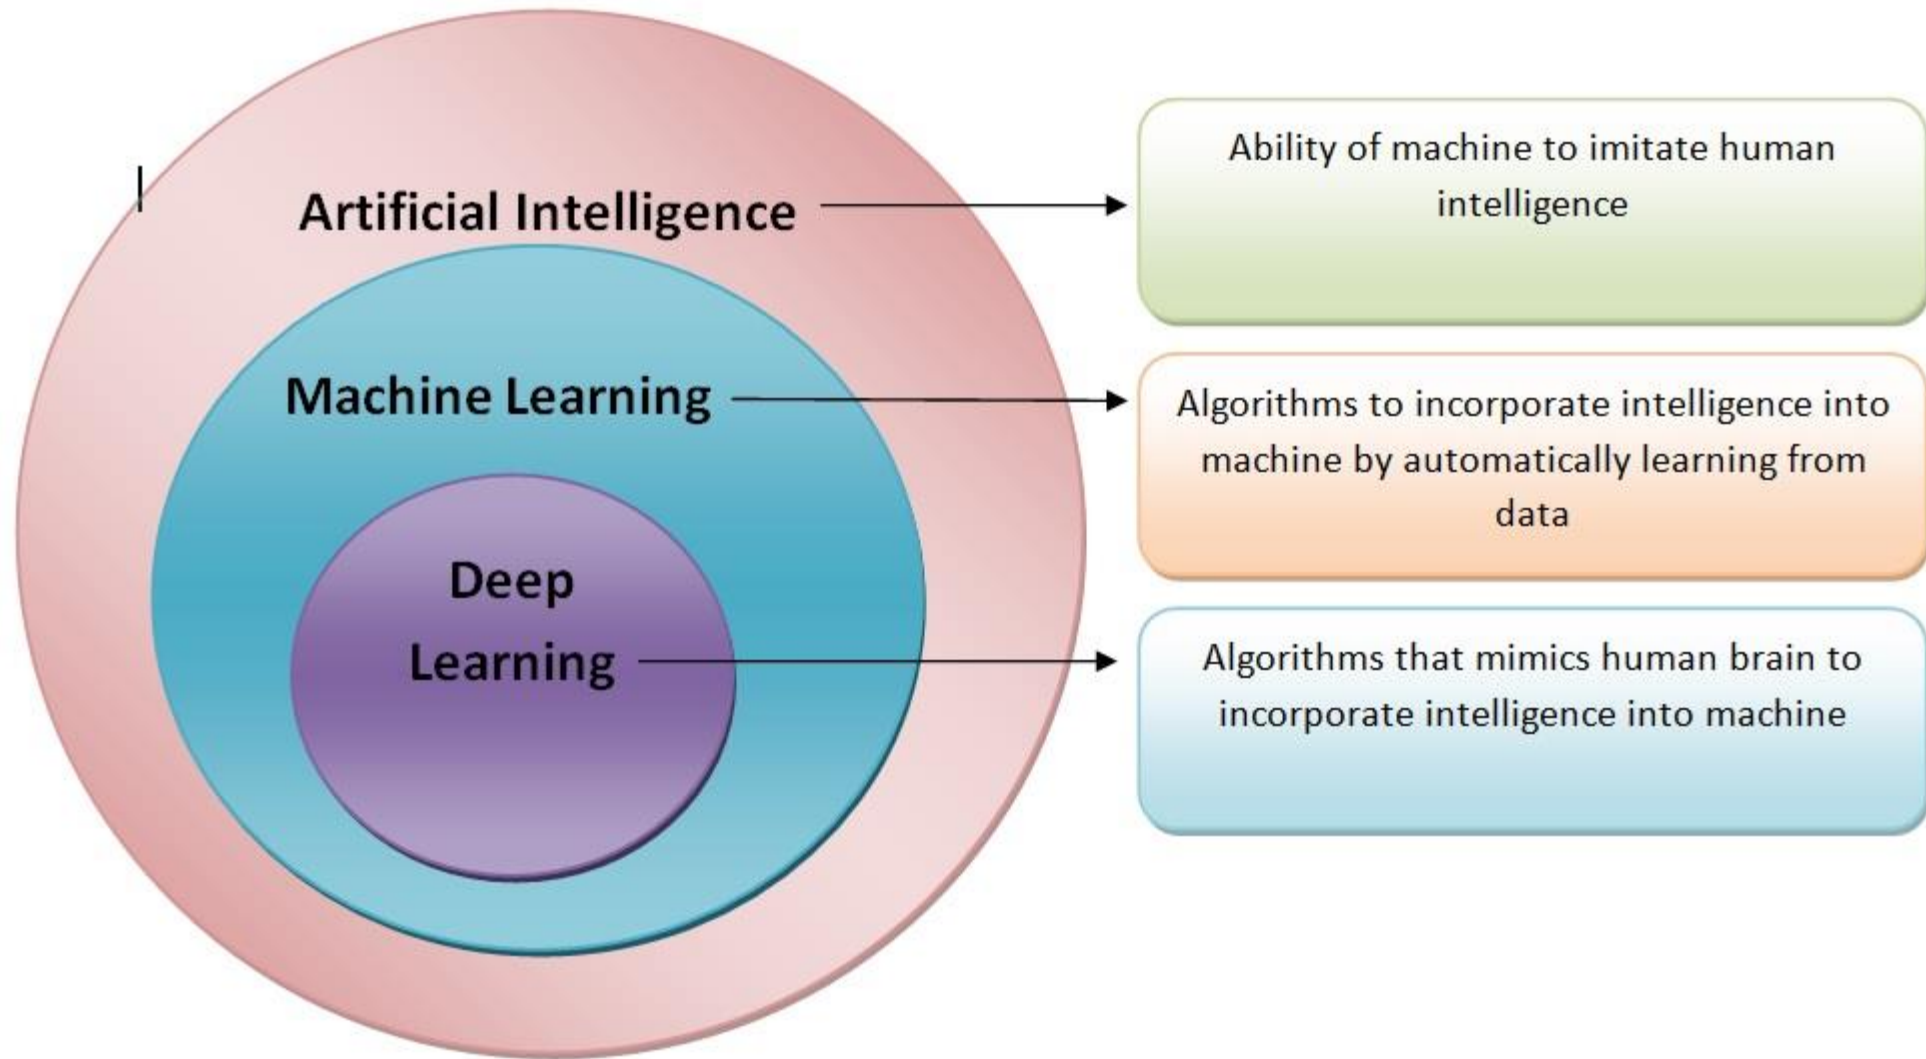 Artificial Intelligence
Ability of machine to imitate human
intelligence
Machine Learning
Algorithms to incorporate intelligence into
machine by automatically learning from
data
Deep
Learning
Algorithms that mimics human brain to
incorporate intelligence into machine